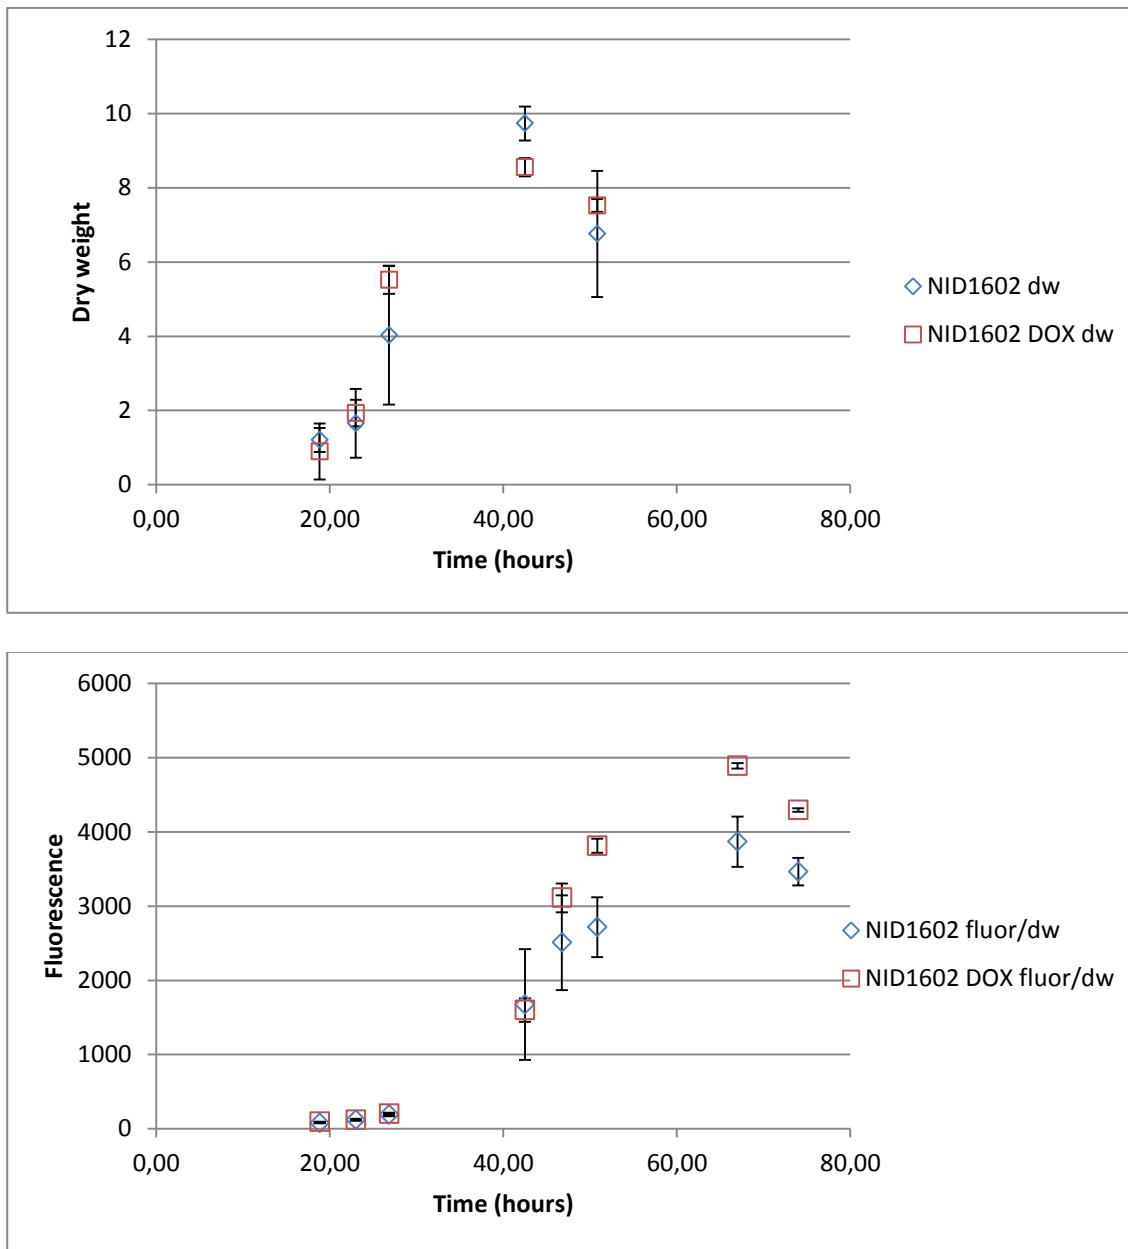 12
10
8
6
4
2
0
Dry weight
0,00 20,00 40,00 60,00 80,00
Time (hours)
NID1602 dw
NID1602 DOX dw
6000
5000
4000
3000
2000
1000
0
Fluorescence
0,00 20,00 40,00 60,00 80,00
Time (hours)
NID1602 fluor/dw
NID1602 DOX fluor/dw